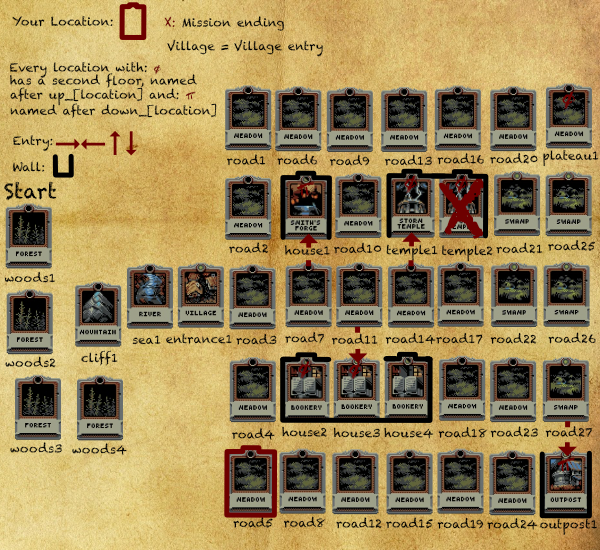 Your Location: X: Mission ending
Village = Village entry
Every Location with: ø
has a second floor, named
after up_[location] and: π
named after down_[location]
Entry:
Wall:
Start
MEADOW MEADOW MEADOW MEADOW MEADOW MEADOW MEADOW
road1 road6 road9 road13 road16 road20 plateau1
FOREST
woods1
MEADOW SMITH'S FORGE MEADOW STORM TEMPLE SWAMP SWAMP
road2 house1 road10 temple1 temple2 road21 road25
FOREST MOUNTAIN RIVER VILLAGE MEADOW MEADOW MEADOW MEADOW MEADOW SWAMP SWAMP
woods2 cliff1 sea1 entrance1 road3 road7 road11 road14 road17 road22 road26
FOREST FOREST MEADOW BOOKERY BOOKERY BOOKERY MEADOW MEADOW SWAMP
woods3 woods4 road4 house2 house3 house4 road18 road23 road27
MEADOW MEADOW MEADOW MEADOW MEADOW MEADOW OUTPOST
road5 road8 road12 road15 road19 road24 outpost1